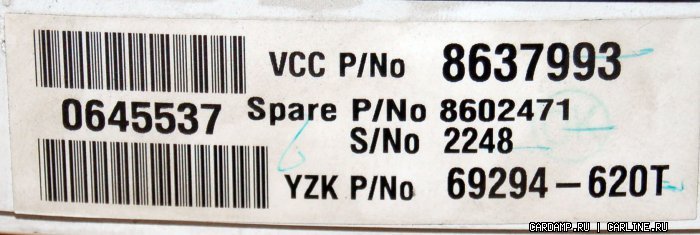 VCC P/No 8637993
0645537
Spare P/No 8602471
S/No 2248
YZK P/No 69294-620T
CARDAMP.RU | CARLINE.RU